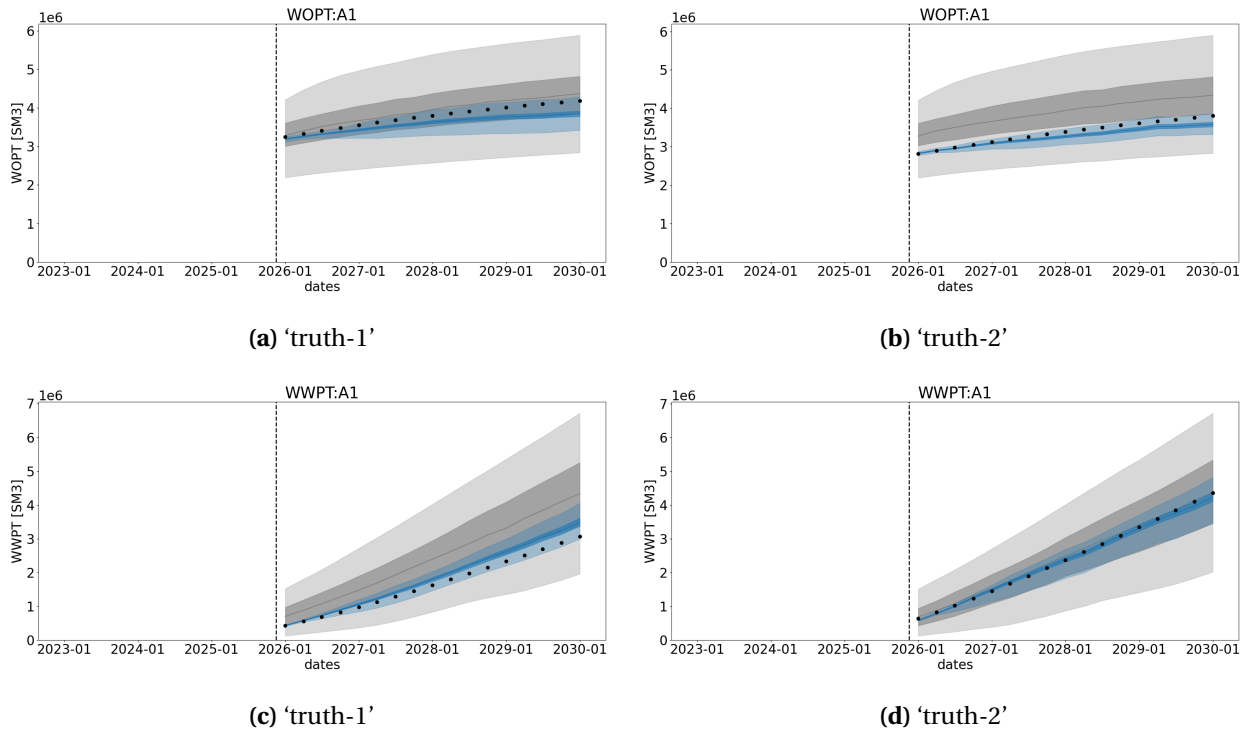 WOPT:A1
1e6
WOPT [SM3]
6
5
4
3
2
1
0
2023-01 2024-01 2025-01 2026-01 2027-01 2028-01 2029-01 2030-01
dates
(a) ‘truth-1’
WOPT:A1
1e6
WOPT [SM3]
6
5
4
3
2
1
0
2023-01 2024-01 2025-01 2026-01 2027-01 2028-01 2029-01 2030-01
dates
(b) ‘truth-2’
WWPT:A1
1e6
WWPT [SM3]
7
6
5
4
3
2
1
0
2023-01 2024-01 2025-01 2026-01 2027-01 2028-01 2029-01 2030-01
dates
(c) ‘truth-1’
WWPT:A1
1e6
WWPT [SM3]
7
6
5
4
3
2
1
0
2023-01 2024-01 2025-01 2026-01 2027-01 2028-01 2029-01 2030-01
dates
(d) ‘truth-2’